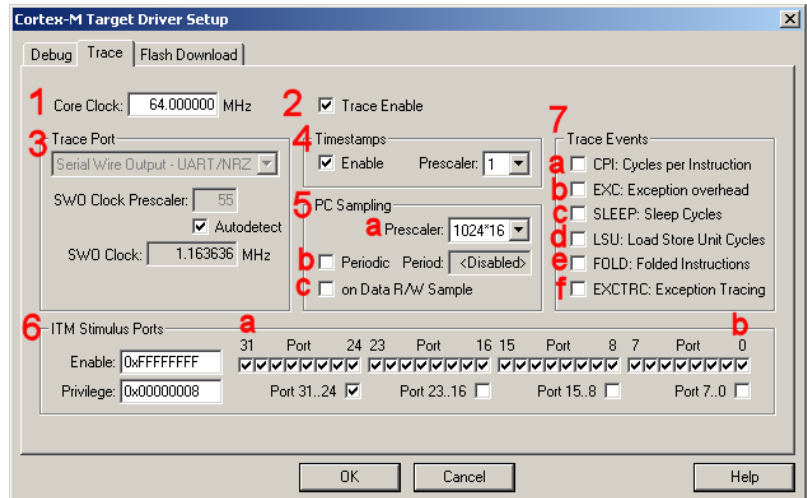 Cortex-M Target Driver Setup
Debug Trace Flash Download
1 Core Clock: 64.000000 MHz 2 Trace Enable
3 Trace Port
Serial Wire Output - UART/NRZ
SWO Clock Prescaler: 55
Autodetect
SWO Clock: 1.163636 MHz
4 Timestamps
Enable Prescaler: 1
5 PC Sampling
a Prescaler: 1024*16
b Periodic Period: <Disabled>
c on Data R/W Sample
7
Trace Events
a CPI: Cycles per Instruction
b EXC: Exception overhead
c SLEEP: Sleep Cycles
d LSU: Load Store Unit Cycles
e FOLD: Folded Instructions
f EXCTRC: Exception Tracing
6 ITM Stimulus Ports a b
31 Port 24 23 Port 16 15 Port 8 7 Port 0
Enable: 0xFFFFFFFF
Privilege: 0x00000008 Port 31..24 Port 23..16 Port 15..8 Port 7..0
OK Cancel Help